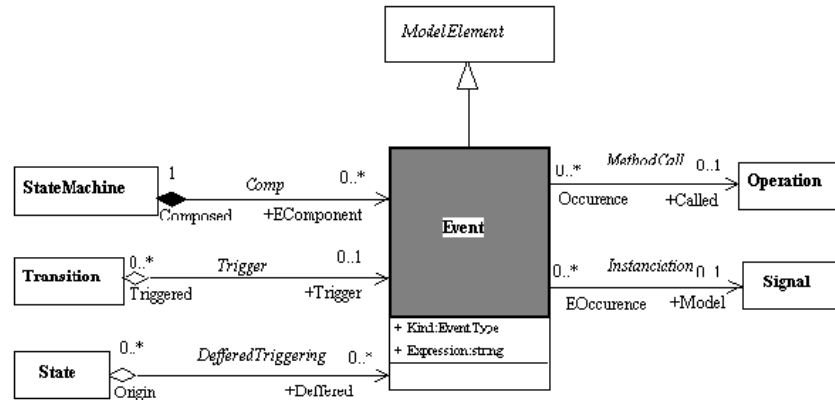 ModelElement
StateMachine
1
Comp
0..*
Composed
+EComponent
Event
0..*
MethodCall
0..1
Operation
Occurence
+Called
Transition
0..*
Trigger
0..1
Triggered
+Trigger
0..*
Instanciation
0..1
Signal
EOccurence
+Model
+ Kind:EventType
+ Expression:string
State
0..*
DefferedTriggering
0..*
Origin
+Deffered